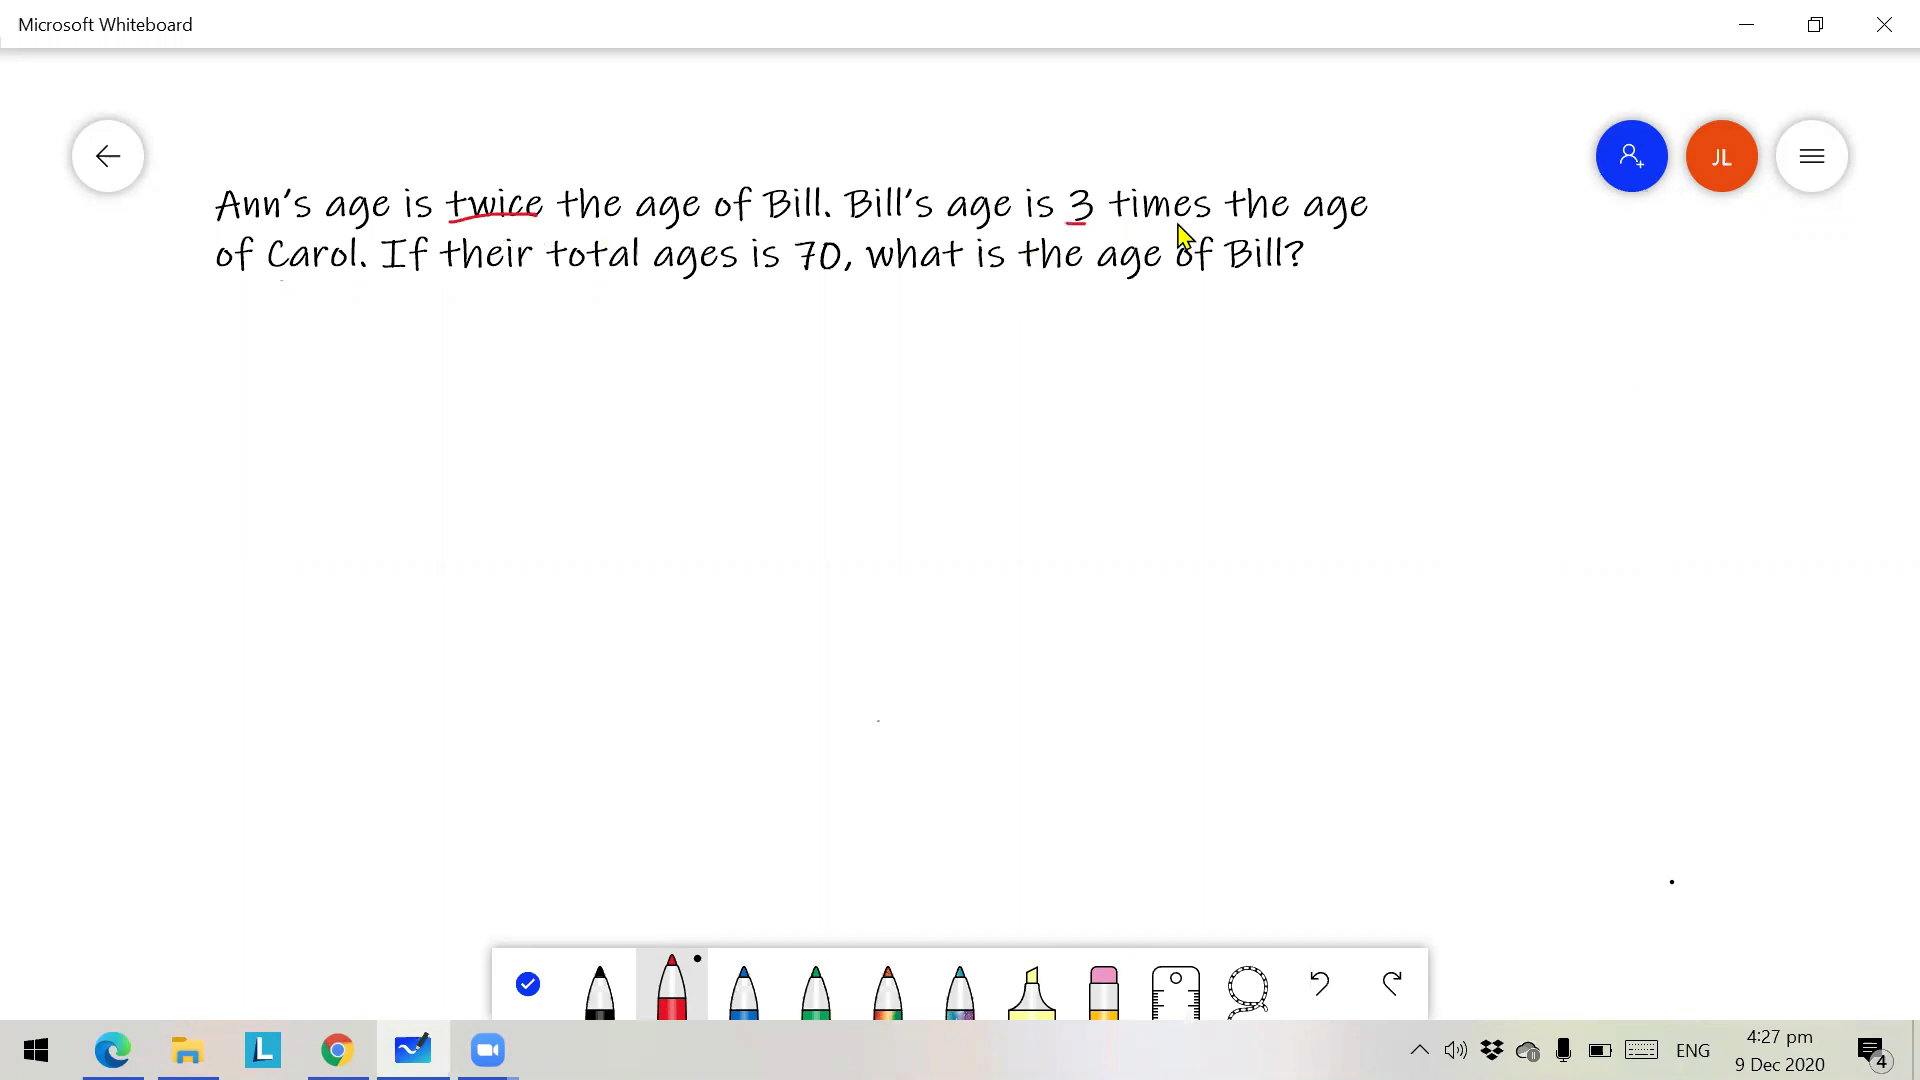 Microsoft Whiteboard
JL
Ann's age is twice the age of Bill. Bill's age is 3 times the age
of Carol. If their total ages is 70, what is the age of Bill?
L
ENG
4:27 pm
9 Dec 2020
4